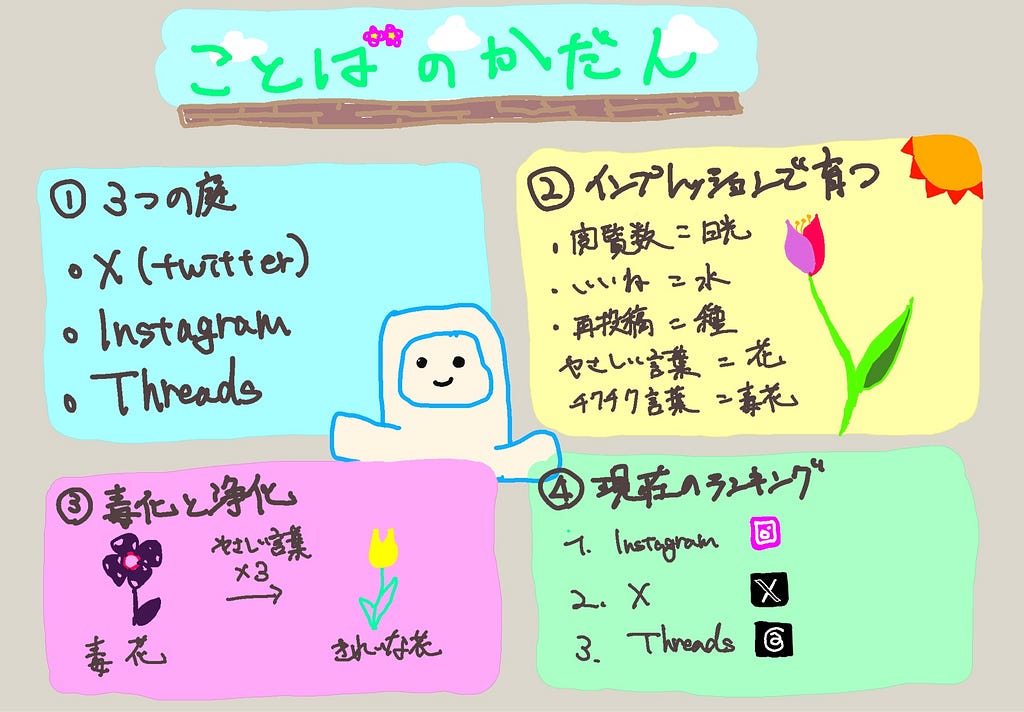 ことばのかだん
① 3つの庭
• X (twitter)
• Instagram
• Threads
② インプレッションで育つ
・閲覧数 = 日光
・いいね = 水
・再投稿 = 種
やさしい言葉 = 花
チクチク言葉 = 毒花
③ 毒化と浄化
やさしい言葉
×3
毒花
きれいな花
④ 現在のランキング
1. Instagram
2. X
3. Threads